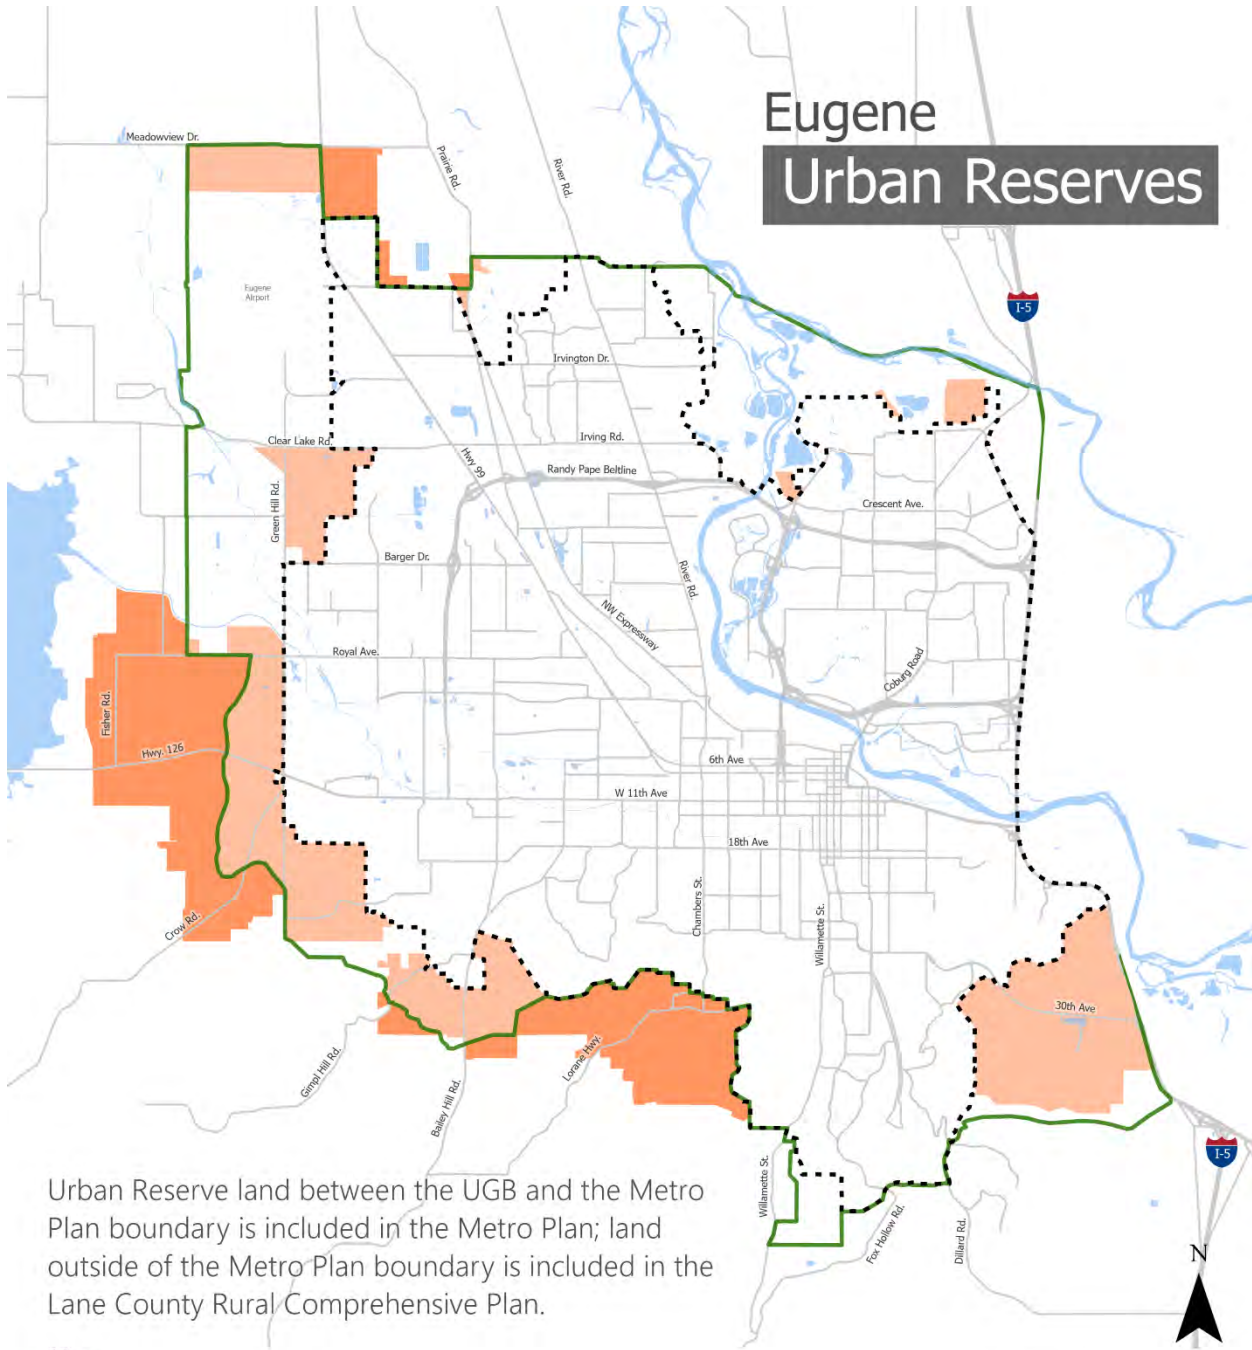 Eugene
Urban Reserves
Meadowview Dr.
Prairie Rd.
River Rd.
Eugene
Airport
I-5
Irvington Dr.
Clear Lake Rd.
Irving Rd.
Hwy 99
Randy Pape Beltline
Green Hill Rd.
Crescent Ave.
Barger Dr.
River Rd.
NW Expressway
Royal Ave.
Coburg Road
Fisher Rd.
Hwy. 126
6th Ave
W 11th Ave
18th Ave
Chambers St.
Willamette St.
Crow Rd.
30th Ave
Gimpl Hill Rd.
Lorane Hwy.
Bailey Hill Rd.
I-5
Willamette St.
Fox Hollow Rd.
Dillard Rd.
Urban Reserve land between the UGB and the Metro
Plan boundary is included in the Metro Plan; land
outside of the Metro Plan boundary is included in the
Lane County Rural Comprehensive Plan.
N